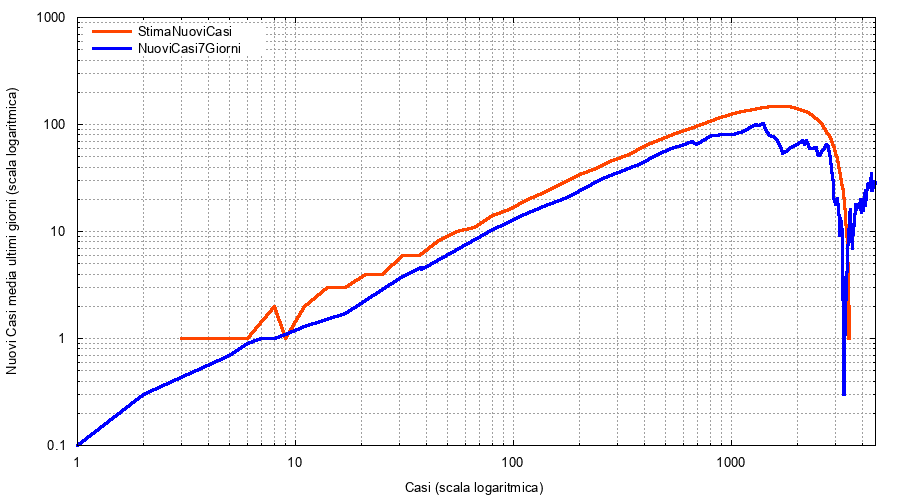 1000
StimaNuoviCasi
NuoviCasi7Giorni
100
10
1
0.1
Nuovi Casi media ultimi giorni (scala logaritmica)
1 10 100 1000
Casi (scala logaritmica)